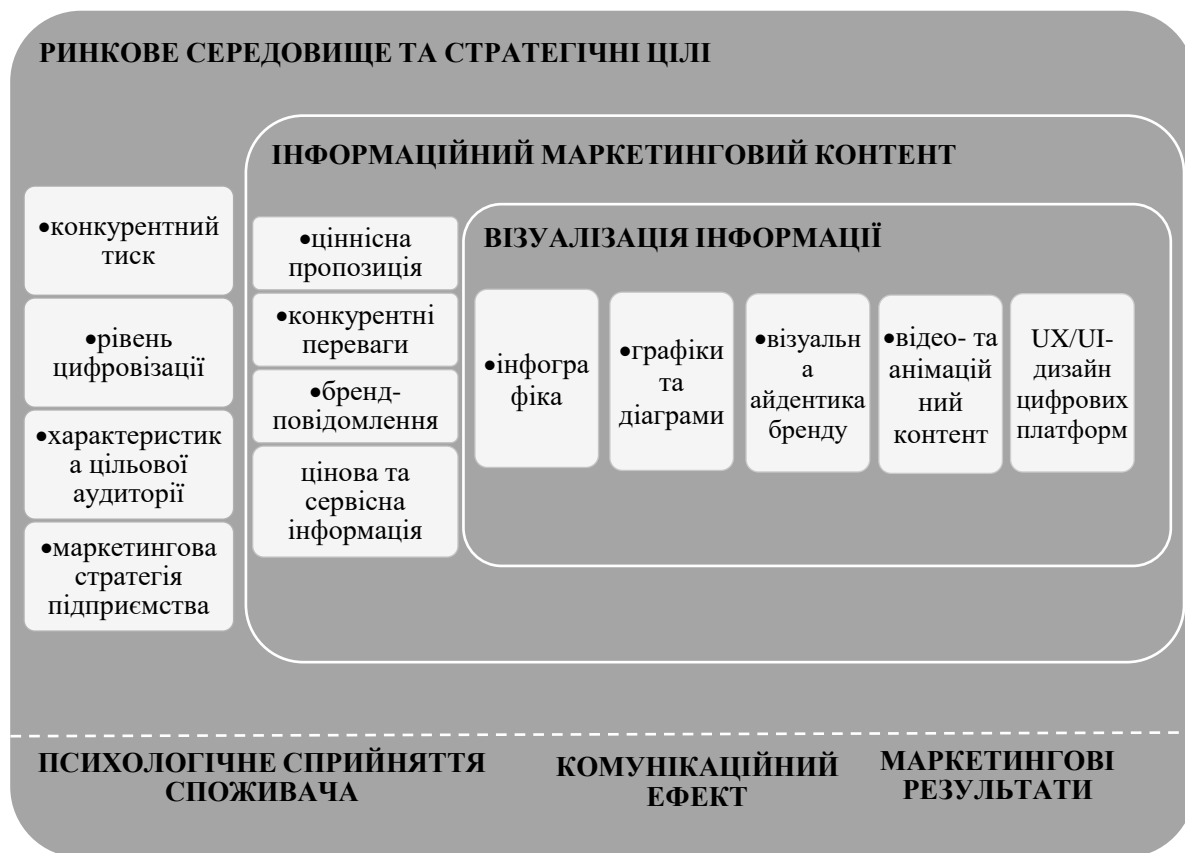 РИНКОВЕ СЕРЕДОВИЩЕ ТА СТРАТЕГІЧНІ ЦІЛІ
•конкурентний
тиск
•рівень
цифровізації
•характеристик
а цільової
аудиторії
•маркетингова
стратегія
підприємства
ІНФОРМАЦІЙНИЙ МАРКЕТИНГОВИЙ КОНТЕНТ
•ціннісна
пропозиція
•конкурентні
переваги
•бренд-
повідомлення
цінова та
сервісна
інформація
ВІЗУАЛІЗАЦІЯ ІНФОРМАЦІЇ
•інфогра
фіка
•графіки
та
діаграми
•візуальн
а
айдентика
бренду
•відео- та
анімацій
ний
контент
UX/UI-
дизайн
цифрових
платформ
ПСИХОЛОГІЧНЕ СПРИЙНЯТТЯ
СПОЖИВАЧА
КОМУНІКАЦІЙНИЙ
ЕФЕКТ
МАРКЕТИНГОВІ
РЕЗУЛЬТАТИ